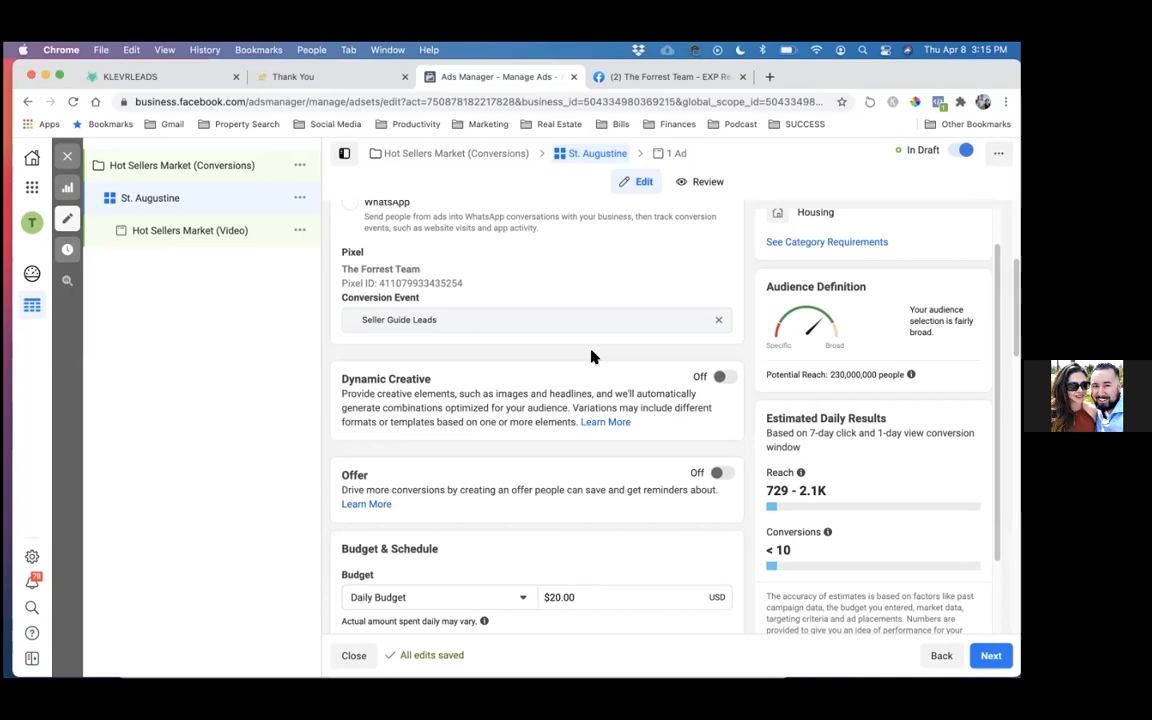 Chrome File Edit View History Bookmarks People Tab Window Help Thu Apr 8 3:15 PM
KLEVRLEADS Thank You Ads Manager - Manage Ads - (2) The Forrest Team - EXP Re
business.facebook.com/adsmanager/manage/adsets/edit?act=750878182217828&business_id=504334980369215&global_scope_id=50433498...
Apps Bookmarks Gmail Property Search Social Media Productivity Marketing Real Estate Bills Finances Podcast SUCCESS Other Bookmarks
Hot Sellers Market (Conversions) St. Augustine 1 Ad In Draft
Hot Sellers Market (Conversions)
Edit Review
T
St. Augustine
Hot Sellers Market (Video)
WhatsApp
Send people from ads into WhatsApp conversations with your business, then track conversion
events, such as website visits and app activity.
Pixel
The Forrest Team
Pixel ID: 411079933435254
Conversion Event
Seller Guide Leads
Dynamic Creative
Off
Provide creative elements, such as images and headlines, and we'll automatically
generate combinations optimized for your audience. Variations may include different
formats or templates based on one or more elements. Learn More
Offer
Off
Drive more conversions by creating an offer people can save and get reminders about.
Learn More
Budget & Schedule
Budget
Daily Budget $20.00 USD
Actual amount spent daily may vary.
Housing
See Category Requirements
Audience Definition
Your audience
selection is fairly
broad.
Specific Broad
Potential Reach: 230,000,000 people
Estimated Daily Results
Based on 7-day click and 1-day view conversion
window
Reach
729 - 2.1K
Conversions
< 10
The accuracy of estimates is based on factors like past
campaign data, the budget you entered, market data,
targeting criteria and ad placements. Numbers are
provided to give you an idea of performance for your
Close All edits saved Back Next